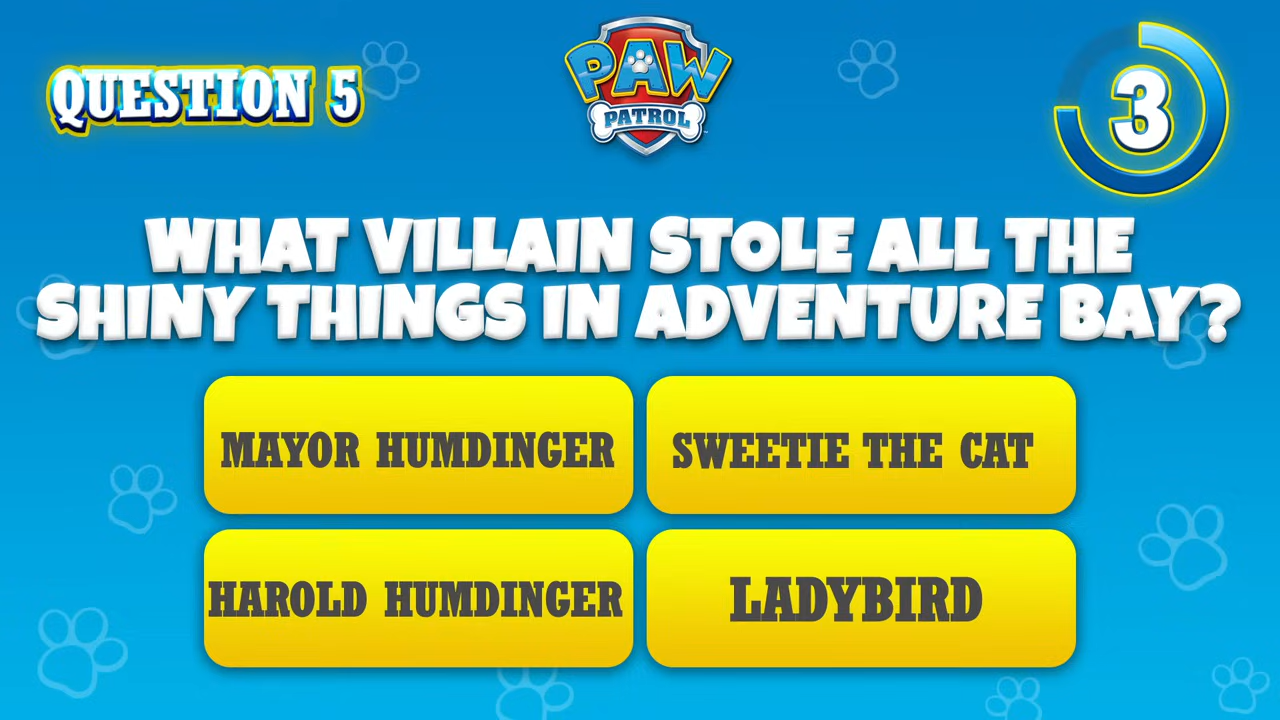 QUESTION 5
PAW
PATROL
3
WHAT VILLAIN STOLE ALL THE
SHINY THINGS IN ADVENTURE BAY?
MAYOR HUMDINGER
SWEETIE THE CAT
HAROLD HUMDINGER
LADYBIRD